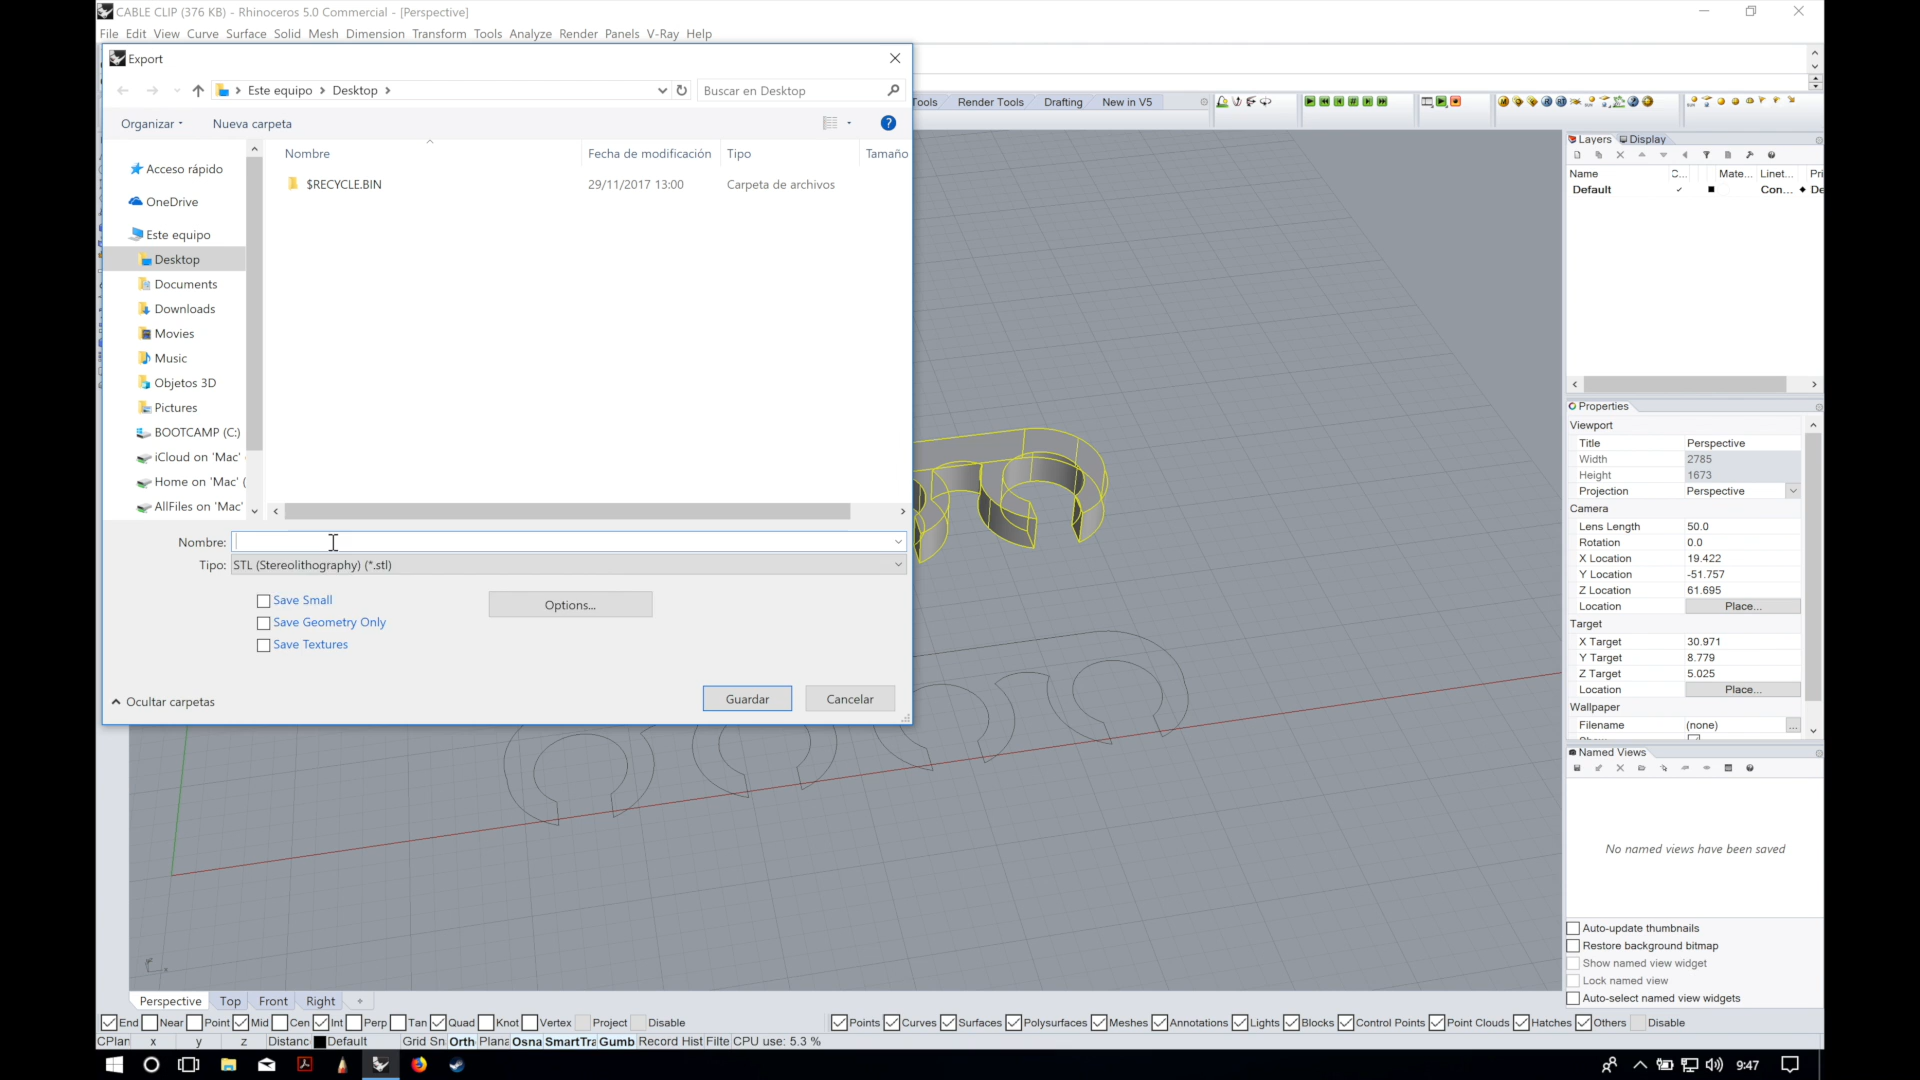 CABLE CLIP (376 KB) - Rhinoceros 5.0 Commercial - [Perspective]
File Edit View Curve Surface Solid Mesh Dimension Transform Tools Analyze Render Panels V-Ray Help
Export
Este equipo > Desktop >
Buscar en Desktop
Organizar
Nueva carpeta
Nombre Fecha de modificación Tipo Tamaño
$RECYCLE.BIN 29/11/2017 13:00 Carpeta de archivos
Acceso rápido
OneDrive
Este equipo
Desktop
Documents
Downloads
Movies
Music
Objetos 3D
Pictures
BOOTCAMP (C:)
iCloud on 'Mac'
Home on 'Mac' (
AllFiles on 'Mac'
Nombre:
Tipo: STL (Stereolithography) (*.stl)
Save Small
Save Geometry Only
Save Textures
Options...
Ocultar carpetas
Guardar
Cancelar
Tools Render Tools Drafting New in V5
Layers Display
Name C... Mate... Linet... Pri
Default Con... De
Properties
Viewport
Title Perspective
Width 2785
Height 1673
Projection Perspective
Camera
Lens Length 50.0
Rotation 0.0
X Location 19.422
Y Location -51.757
Z Location 61.695
Location Place...
Target
X Target 30.971
Y Target 8.779
Z Target 5.025
Location Place...
Wallpaper
Filename (none) ...
Named Views
No named views have been saved
Auto-update thumbnails
Restore background bitmap
Show named view widget
Lock named view
Auto-select named view widgets
Perspective Top Front Right
End Near Point Mid Cen Int Perp Tan Quad Knot Vertex Project Disable
Points Curves Surfaces Polysurfaces Meshes Annotations Lights Blocks Control Points Point Clouds Hatches Others Disable
CPlan x y z Distanc Default Grid Sn Orth Plana Osna SmartTra Gumb Record Hist Filte CPU use: 5.3 %
9:47